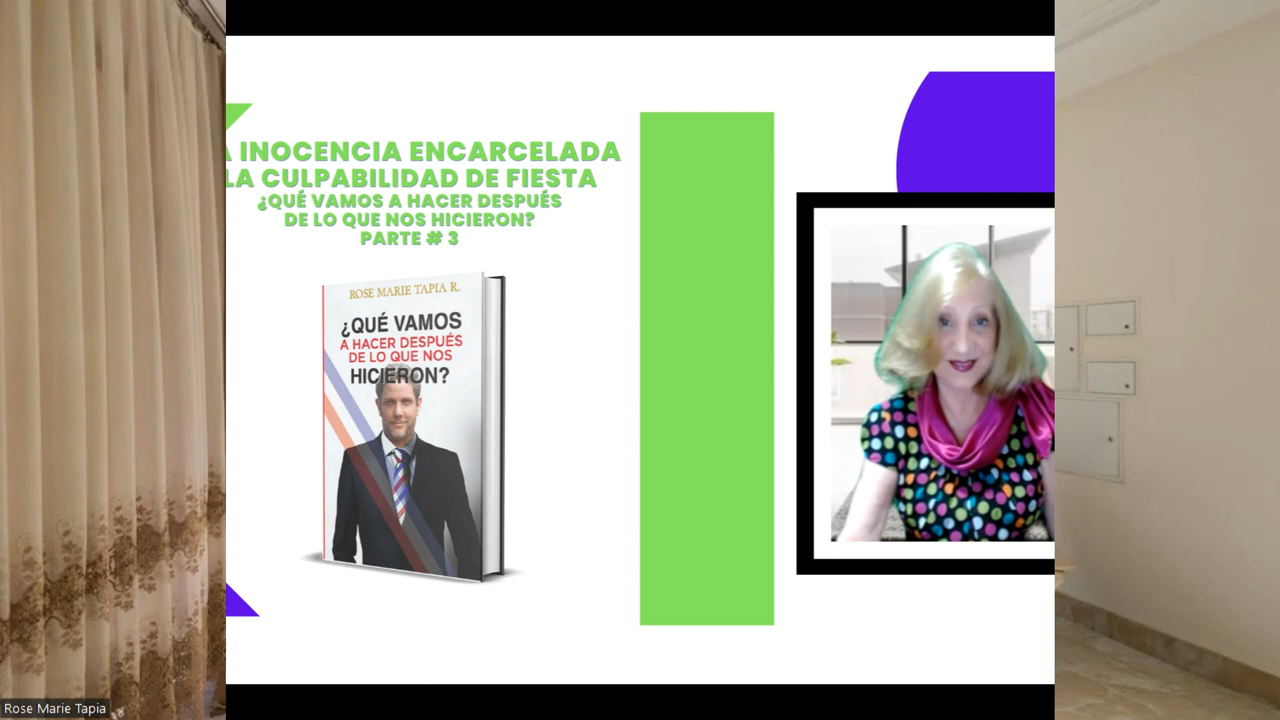 A INOCENCIA ENCARCELADA
LA CULPABILIDAD DE FIESTA
¿QUÉ VAMOS A HACER DESPUÉS
DE LO QUE NOS HICIERON?
PARTE # 3
ROSE MARIE TAPIA R.
¿QUÉ VAMOS
A HACER DESPUÉS
DE LO QUE NOS
HICIERON?
Rose Marie Tapia